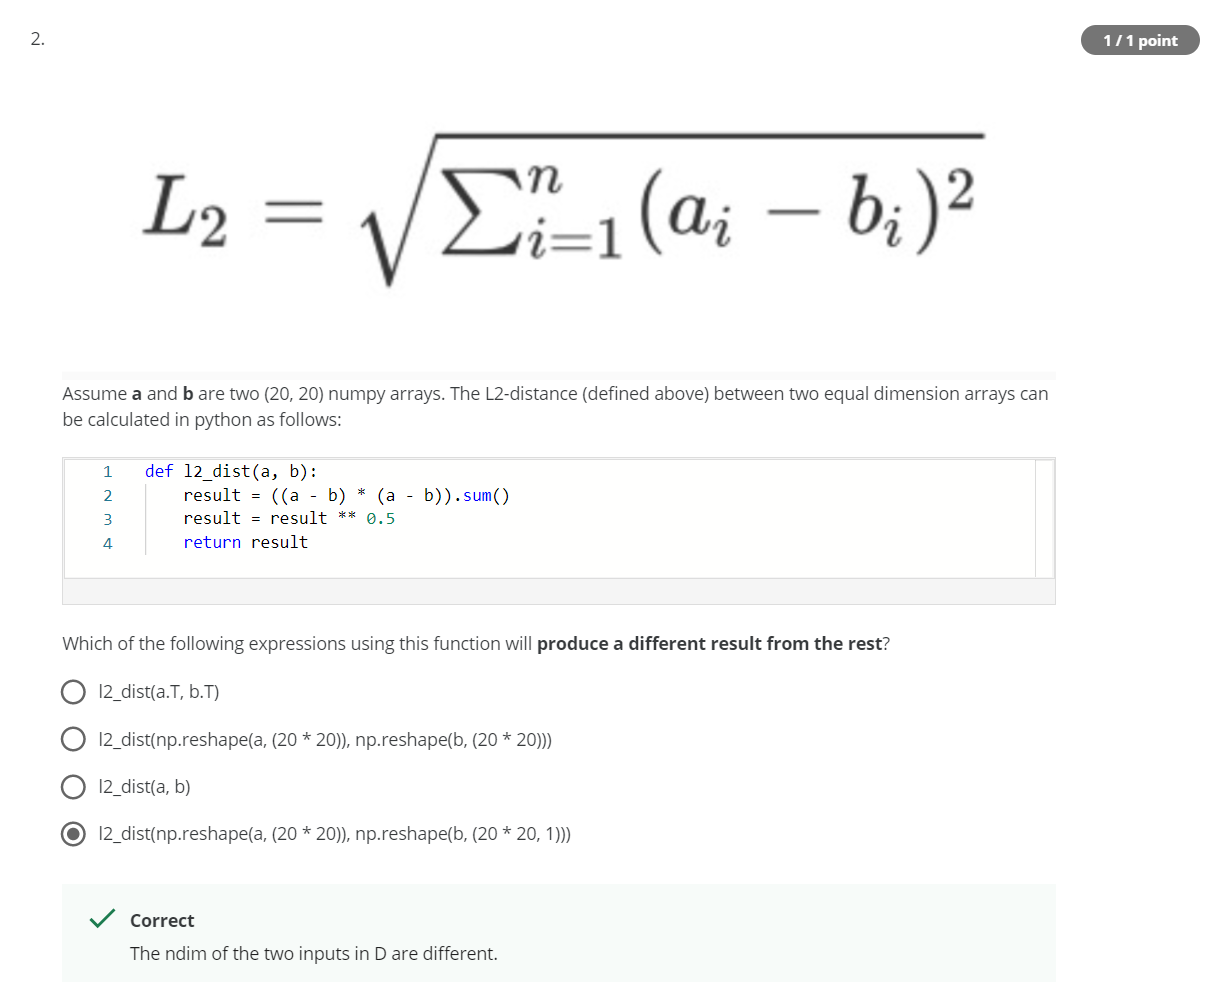 2.
1 / 1 point
L₂ = √∑ⁿᵢ₌₁(aᵢ − bᵢ)²
Assume a and b are two (20, 20) numpy arrays. The L2-distance (defined above) between two equal dimension arrays can
be calculated in python as follows:
1 def l2_dist(a, b):
2     result = ((a - b) * (a - b)).sum()
3     result = result ** 0.5
4     return result
Which of the following expressions using this function will produce a different result from the rest?
l2_dist(a.T, b.T)
l2_dist(np.reshape(a, (20 * 20)), np.reshape(b, (20 * 20)))
l2_dist(a, b)
l2_dist(np.reshape(a, (20 * 20)), np.reshape(b, (20 * 20, 1)))
Correct
The ndim of the two inputs in D are different.